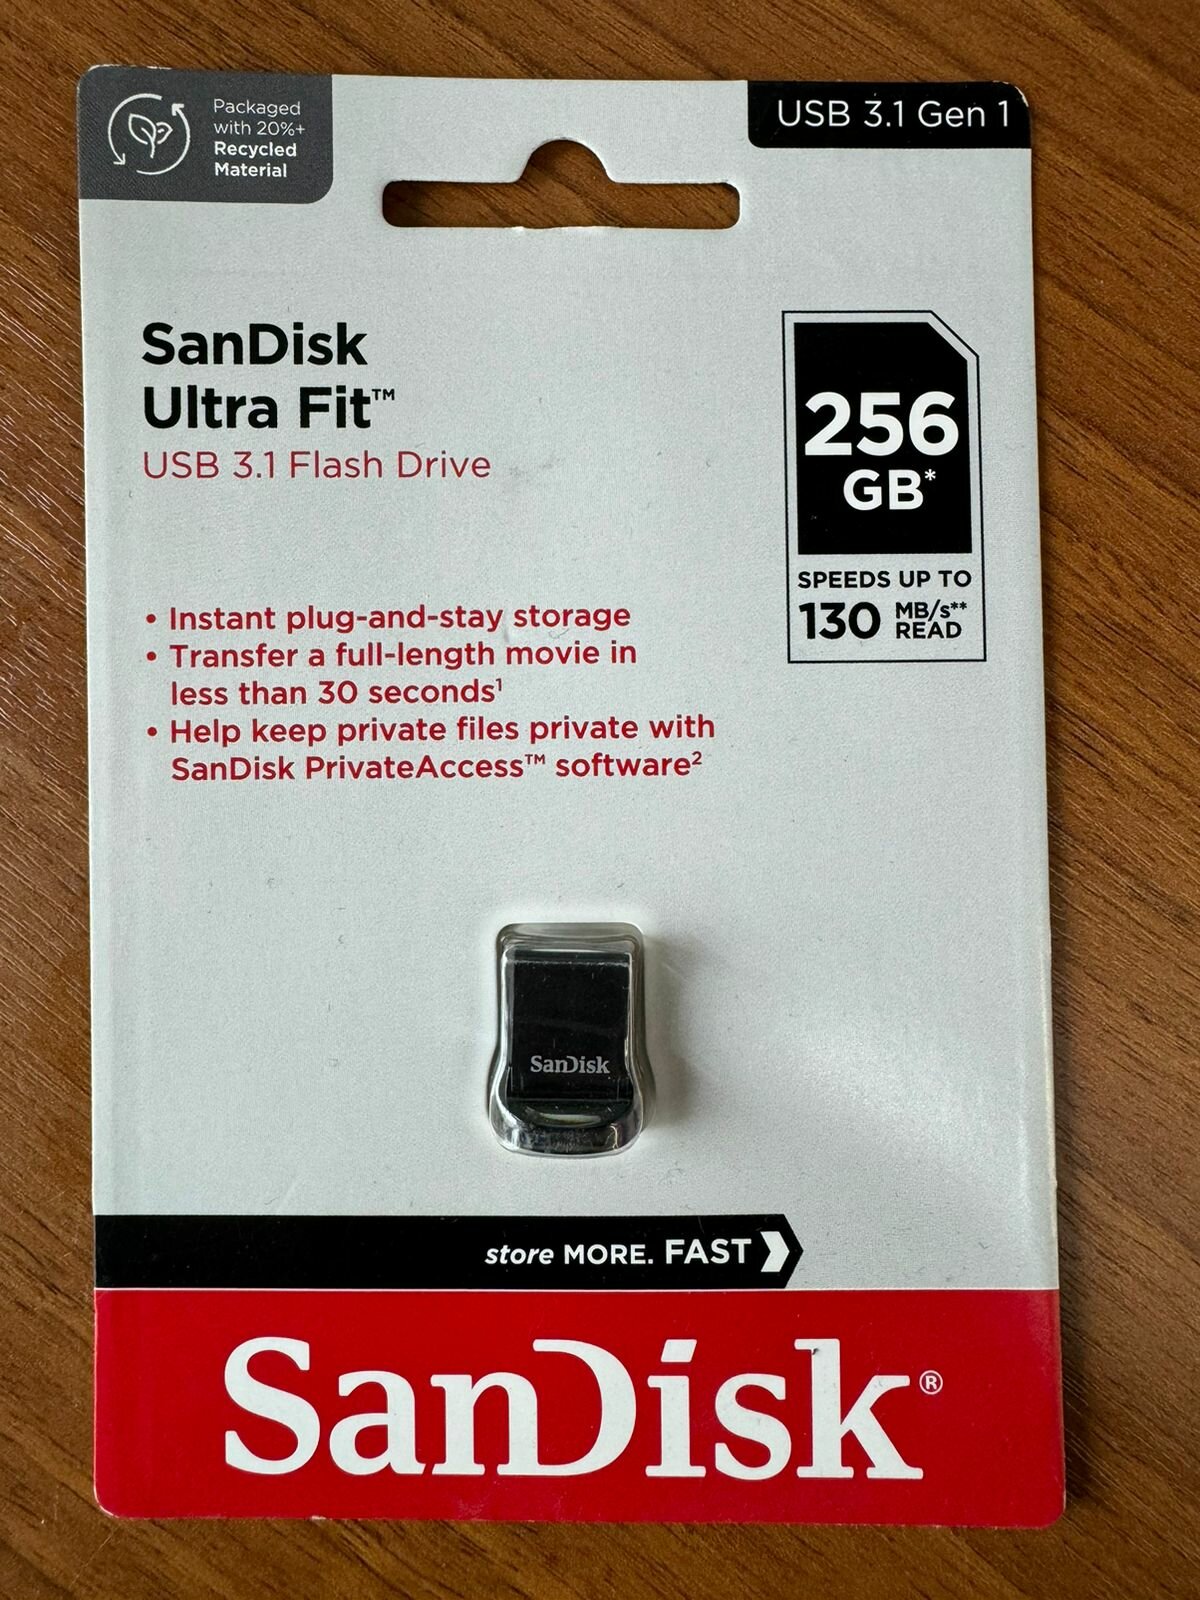 Packaged
with 20%+
Recycled
Material
USB 3.1 Gen 1
SanDisk
Ultra Fit™
USB 3.1 Flash Drive
256
GB*
SPEEDS UP TO
130 MB/s**
READ
• Instant plug-and-stay storage
• Transfer a full-length movie in
less than 30 seconds¹
• Help keep private files private with
SanDisk PrivateAccess™ software²
SanDisk
store MORE. FAST
SanDisk®